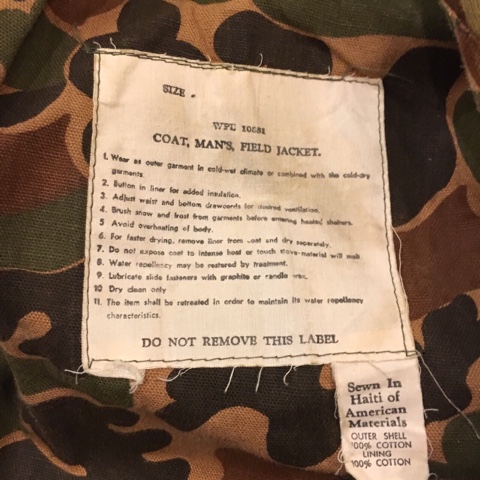 SIZE.
WPL 10681
COAT, MAN'S, FIELD JACKET.
1. Wear as outer garment in cold-wet climate or combined with the cold-dry
garments.
2. Button in liner for added insulation.
3. Adjust waist and bottom drawcords for desired ventilation.
4. Brush snow and frost from garments before entering heated shelters.
5 Avoid overheating of body.
6. For faster drying, remove liner from coat and dry separately.
7. Do not expose coat to intense heat or touch stove-material will melt.
8. Water repellency may be restored by treatment.
9. Lubricate slide fasteners with graphite or candle wax.
10 Dry clean only
11. The item shall be retreated in order to maintain its water repellency
characteristics.
DO NOT REMOVE THIS LABEL
Sewn In
Haiti of
American
Materials
OUTER SHELL
100% COTTON
LINING
100% COTTON